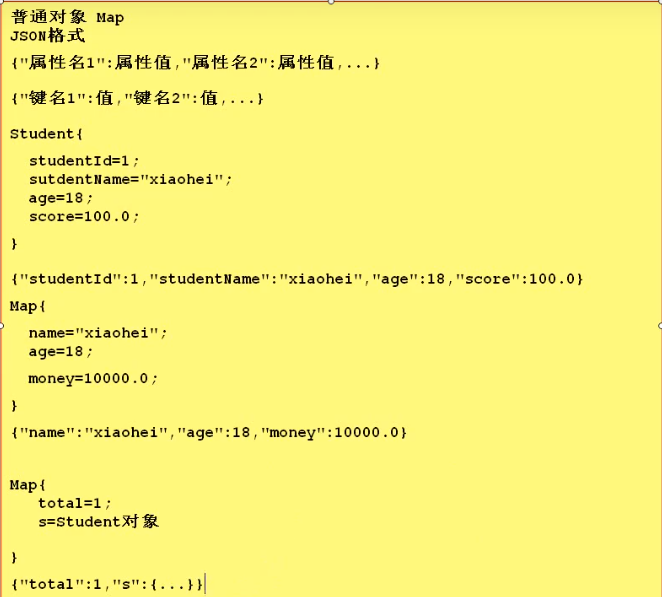 普通对象 Map
JSON格式
{"属性名1":属性值,"属性名2":属性值,...}
{"键名1":值,"键名2":值,...}
Student{
studentId=1;
sutdentName="xiaohei";
age=18;
score=100.0;
}
{"studentId":1,"studentName":"xiaohei","age":18,"score":100.0}
Map{
name="xiaohei";
age=18;
money=10000.0;
}
{"name":"xiaohei","age":18,"money":10000.0}
Map{
total=1;
s=Student对象
}
{"total":1,"s":{...}}